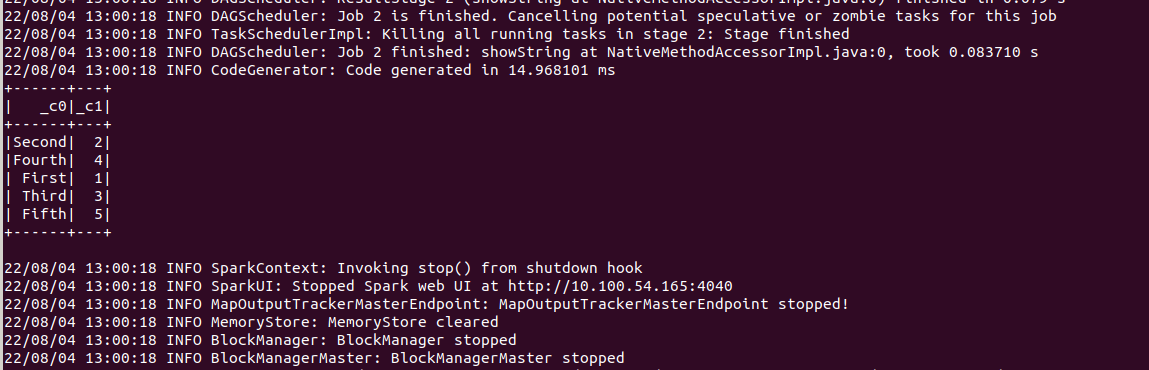 22/08/04 13:00:18 INFO DAGScheduler: ResultStage 2 (showString at NativeMethodAccessorImpl.java:0) finished in 0.079 s
22/08/04 13:00:18 INFO DAGScheduler: Job 2 is finished. Cancelling potential speculative or zombie tasks for this job
22/08/04 13:00:18 INFO TaskSchedulerImpl: Killing all running tasks in stage 2: Stage finished
22/08/04 13:00:18 INFO DAGScheduler: Job 2 finished: showString at NativeMethodAccessorImpl.java:0, took 0.083710 s
22/08/04 13:00:18 INFO CodeGenerator: Code generated in 14.968101 ms
+------+---+
|   _c0|_c1|
+------+---+
|Second|  2|
|Fourth|  4|
| First|  1|
| Third|  3|
| Fifth|  5|
+------+---+
22/08/04 13:00:18 INFO SparkContext: Invoking stop() from shutdown hook
22/08/04 13:00:18 INFO SparkUI: Stopped Spark web UI at http://10.100.54.165:4040
22/08/04 13:00:18 INFO MapOutputTrackerMasterEndpoint: MapOutputTrackerMasterEndpoint stopped!
22/08/04 13:00:18 INFO MemoryStore: MemoryStore cleared
22/08/04 13:00:18 INFO BlockManager: BlockManager stopped
22/08/04 13:00:18 INFO BlockManagerMaster: BlockManagerMaster stopped